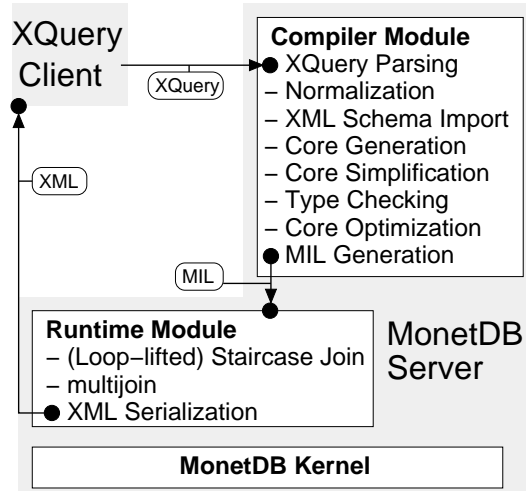 XQuery
Client
XQuery
Compiler Module
XQuery Parsing
– Normalization
– XML Schema Import
– Core Generation
– Core Simplification
– Type Checking
– Core Optimization
MIL Generation
XML
MIL
Runtime Module
– (Loop–lifted) Staircase Join
– multijoin
XML Serialization
MonetDB
Server
MonetDB Kernel